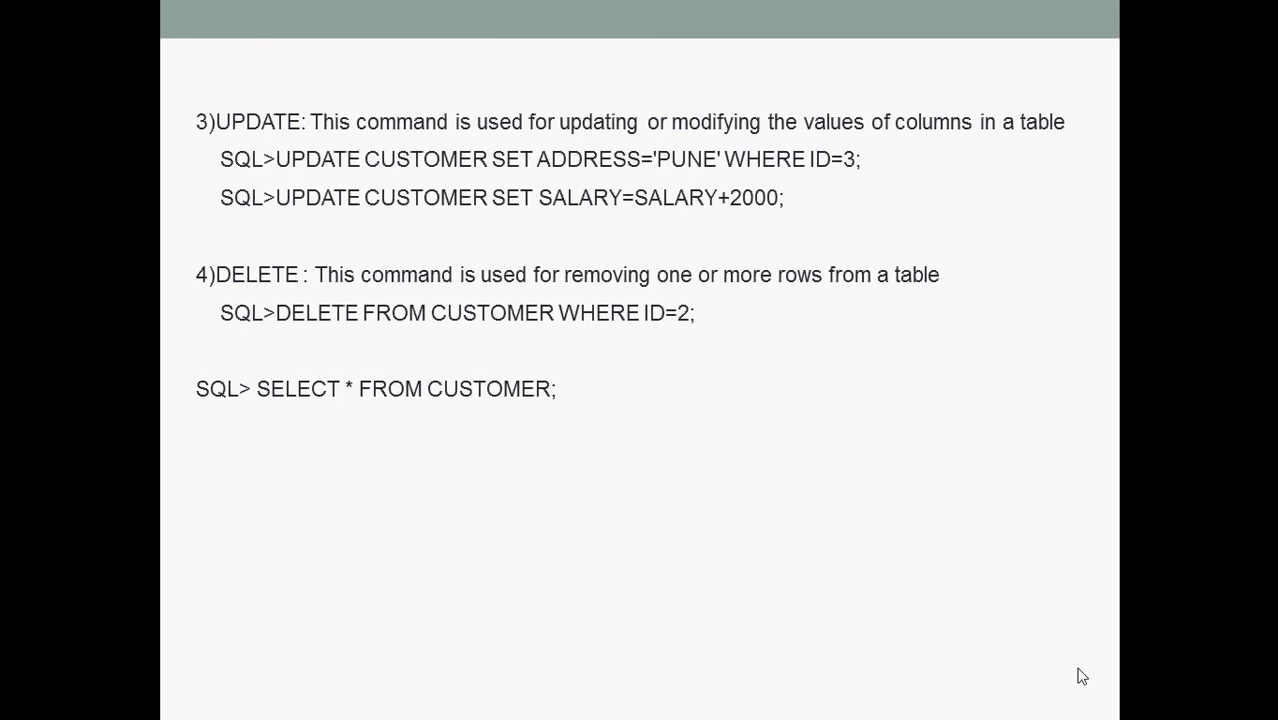 3)UPDATE: This command is used for updating or modifying the values of columns in a table
SQL>UPDATE CUSTOMER SET ADDRESS='PUNE' WHERE ID=3;
SQL>UPDATE CUSTOMER SET SALARY=SALARY+2000;
4)DELETE : This command is used for removing one or more rows from a table
SQL>DELETE FROM CUSTOMER WHERE ID=2;
SQL> SELECT * FROM CUSTOMER;